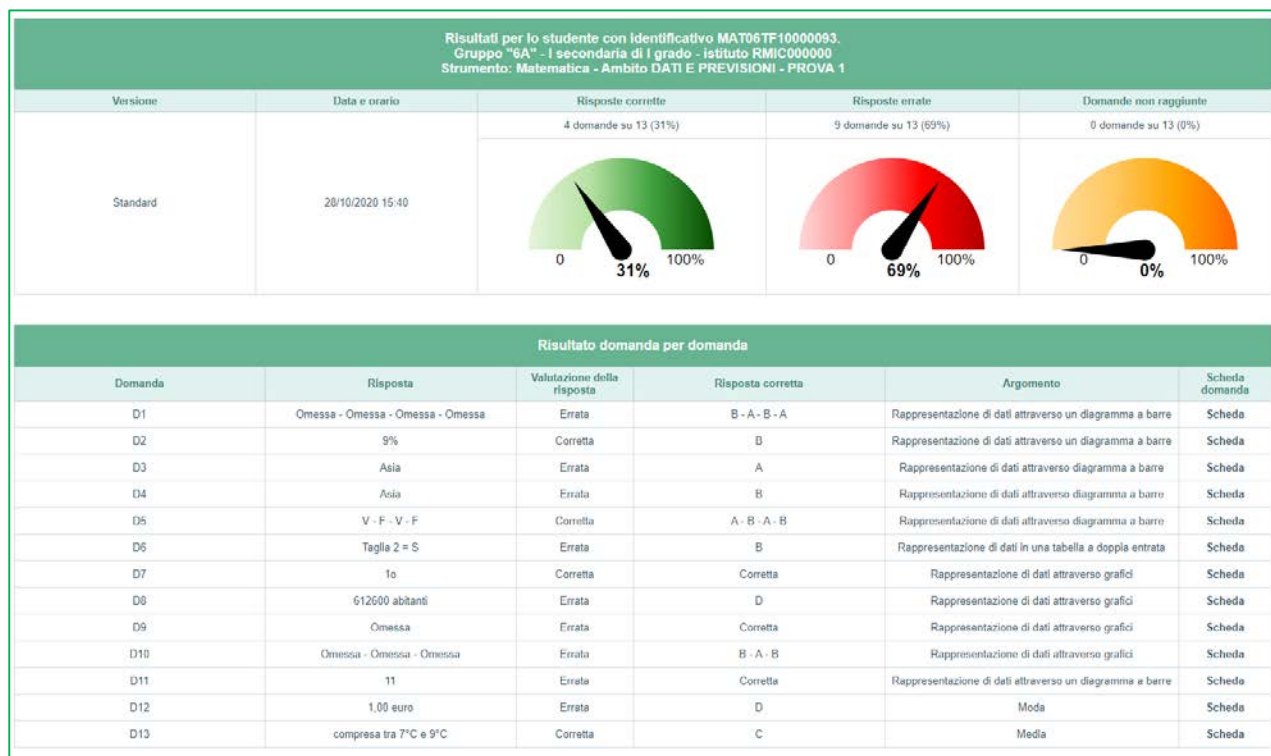 Risultati per lo studente con identificativo MAT06TF10000093.
Gruppo "6A" - I secondaria di I grado - istituto RMIC000000
Strumento: Matematica - Ambito DATI E PREVISIONI - PROVA 1
Versione Data e orario Risposte corrette Risposte errate Domande non raggiunte
4 domande su 13 (31%) 9 domande su 13 (69%) 0 domande su 13 (0%)
Standard 28/10/2020 15:40
0 100% 0 100% 0 100%
31% 69% 0%
Risultato domanda per domanda
Domanda Risposta Valutazione della risposta Risposta corretta Argomento Scheda domanda
D1 Omessa - Omessa - Omessa - Omessa Errata B - A - B - A Rappresentazione di dati attraverso un diagramma a barre Scheda
D2 9% Corretta B Rappresentazione di dati attraverso un diagramma a barre Scheda
D3 Asia Errata A Rappresentazione di dati attraverso diagramma a barre Scheda
D4 Asia Errata B Rappresentazione di dati attraverso diagramma a barre Scheda
D5 V - F - V - F Corretta A - B - A - B Rappresentazione di dati attraverso diagramma a barre Scheda
D6 Taglia 2 = S Errata B Rappresentazione di dati in una tabella a doppia entrata Scheda
D7 1o Corretta Corretta Rappresentazione di dati attraverso grafici Scheda
D8 612600 abitanti Errata D Rappresentazione di dati attraverso grafici Scheda
D9 Omessa Errata Corretta Rappresentazione di dati attraverso grafici Scheda
D10 Omessa - Omessa - Omessa Errata B - A - B Rappresentazione di dati attraverso grafici Scheda
D11 11 Errata Corretta Rappresentazione di dati attraverso un diagramma a barre Scheda
D12 1,00 euro Errata D Moda Scheda
D13 compresa tra 7°C e 9°C Corretta C Media Scheda